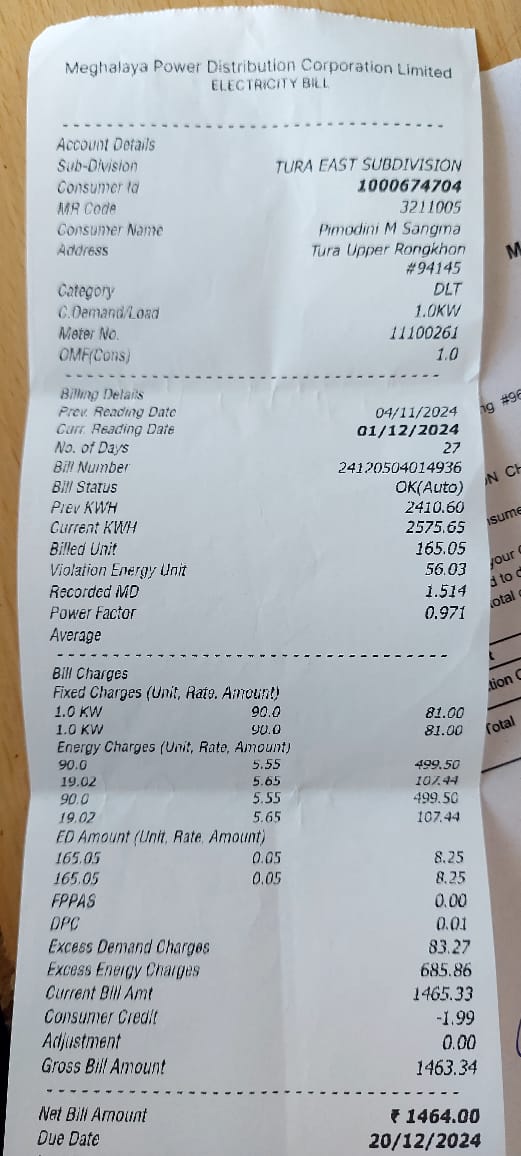 Meghalaya Power Distribution Corporation Limited
ELECTRICITY BILL
Account Details
Sub-Division TURA EAST SUBDIVISION
Consumer Id 1000674704
MR Code 3211005
Consumer Name Pimodini M Sangma
Address Tura Upper Rongkhon
#94145
Category DLT
C.Demand/Load 1.0KW
Meter No. 11100261
OMF(Cons) 1.0
Billing Details
Prev. Reading Date 04/11/2024
Curr. Reading Date 01/12/2024
No. of Days 27
Bill Number 24120504014936
Bill Status OK(Auto)
Prev KWH 2410.60
Current KWH 2575.65
Billed Unit 165.05
Violation Energy Unit 56.03
Recorded MD 1.514
Power Factor 0.971
Average
Bill Charges
Fixed Charges (Unit, Rate, Amount)
1.0 KW 90.0 81.00
1.0 KW 90.0 81.00
Energy Charges (Unit, Rate, Amount)
90.0 5.55 499.50
19.02 5.65 107.44
90.0 5.55 499.50
19.02 5.65 107.44
ED Amount (Unit, Rate, Amount)
165.05 0.05 8.25
165.05 0.05 8.25
FPPAS 0.00
DPC 0.01
Excess Demand Charges 83.27
Excess Energy Charges 685.86
Current Bill Amt 1465.33
Consumer Credit -1.99
Adjustment 0.00
Gross Bill Amount 1463.34
Net Bill Amount ₹ 1464.00
Due Date 20/12/2024